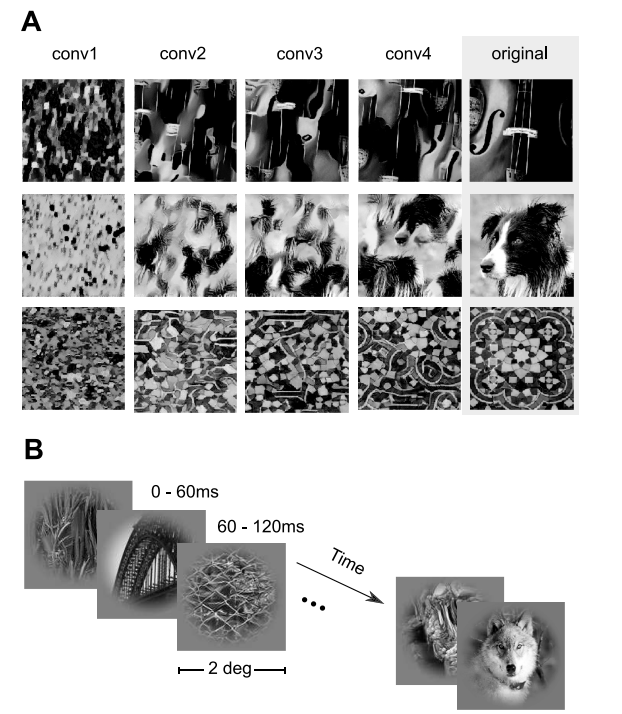 A
conv1 conv2 conv3 conv4 original
B
0 - 60ms
60 - 120ms
Time
2 deg